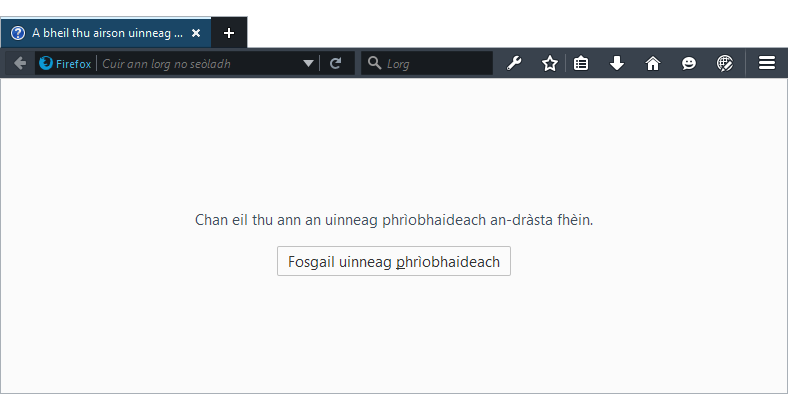 A bheil thu airson uinneag ...
Firefox Cuir ann lorg no seòladh Lorg
Chan eil thu ann an uinneag phrìobhaideach an-dràsta fhèin.
Fosgail uinneag phrìobhaideach